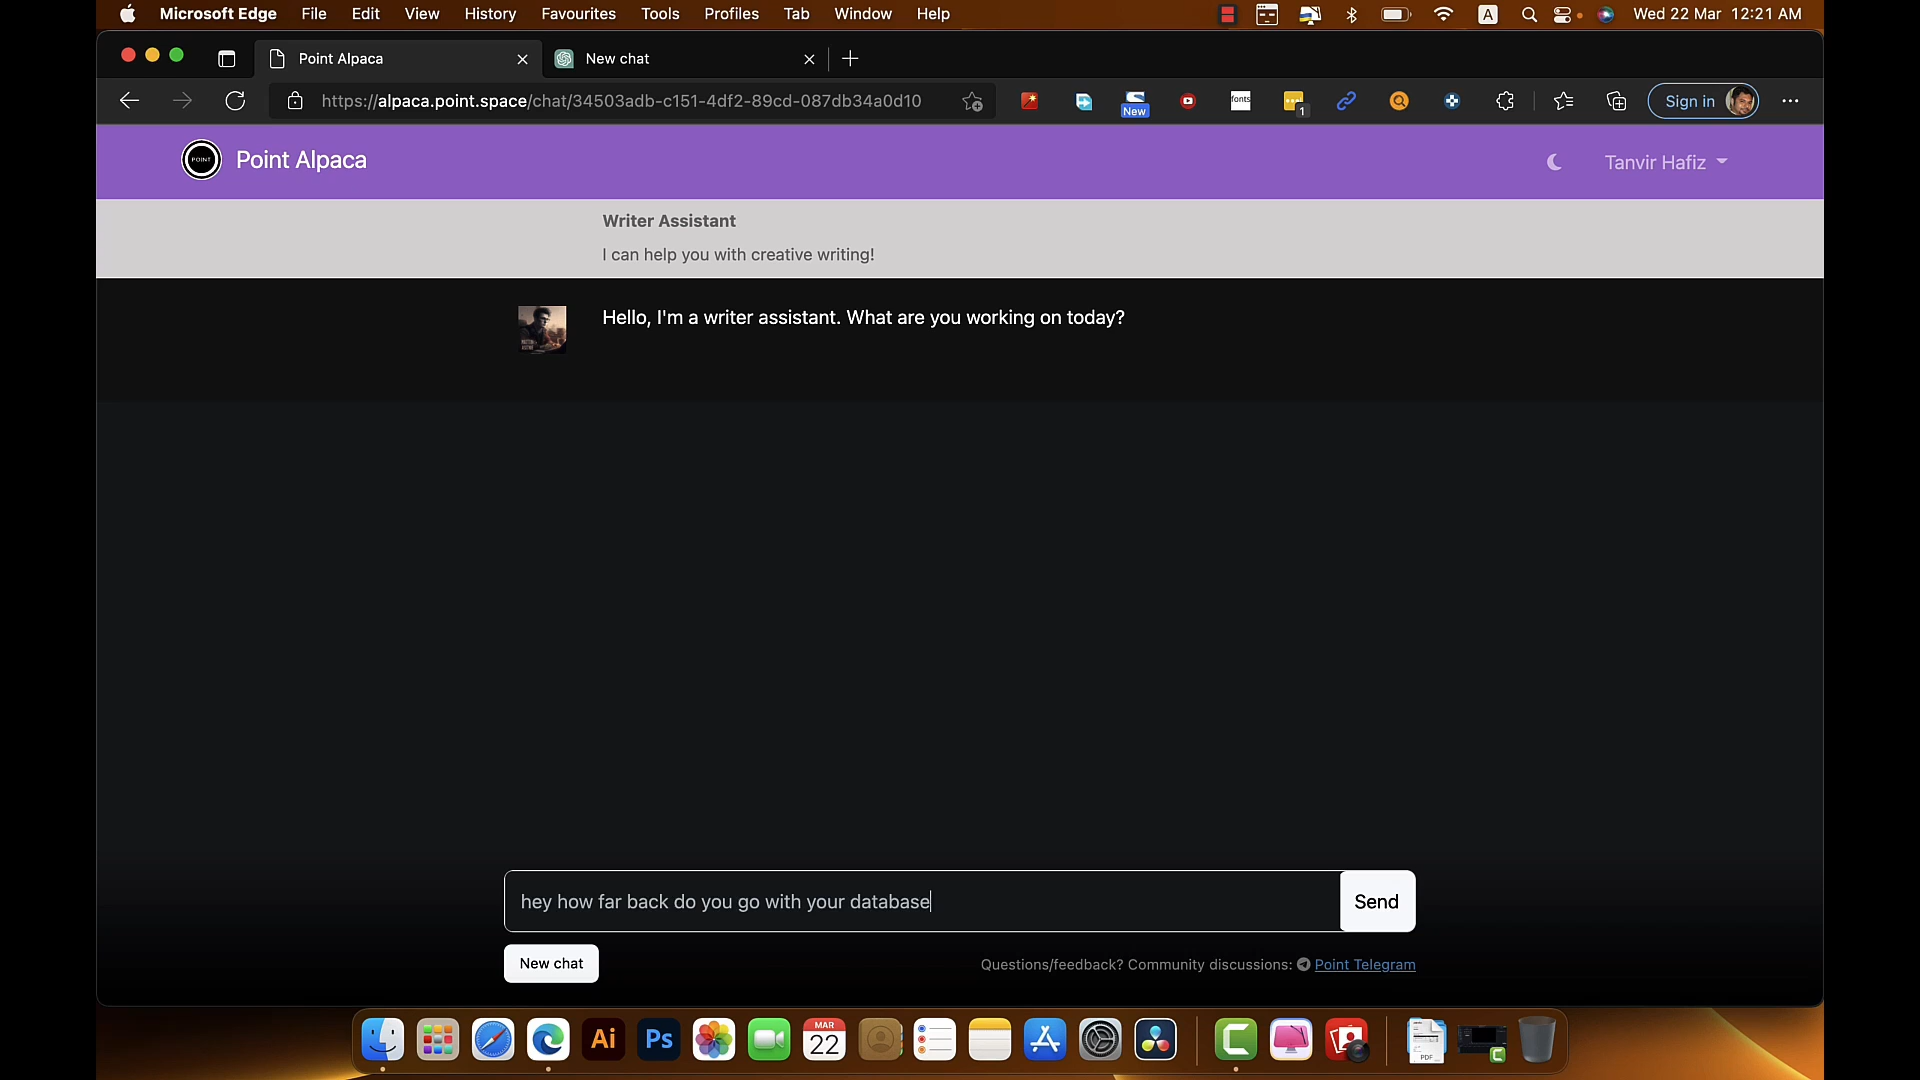 Microsoft Edge File Edit View History Favourites Tools Profiles Tab Window Help A Wed 22 Mar 12:21 AM
Point Alpaca New chat
https://alpaca.point.space/chat/34503adb-c151-4df2-89cd-087db34a0d10 New fonts 1 Sign in
POINT Point Alpaca Tanvir Hafiz
Writer Assistant
I can help you with creative writing!
Hello, I'm a writer assistant. What are you working on today?
hey how far back do you go with your database Send
New chat Questions/feedback? Community discussions: Point Telegram
Ai Ps MAR 22 PDF